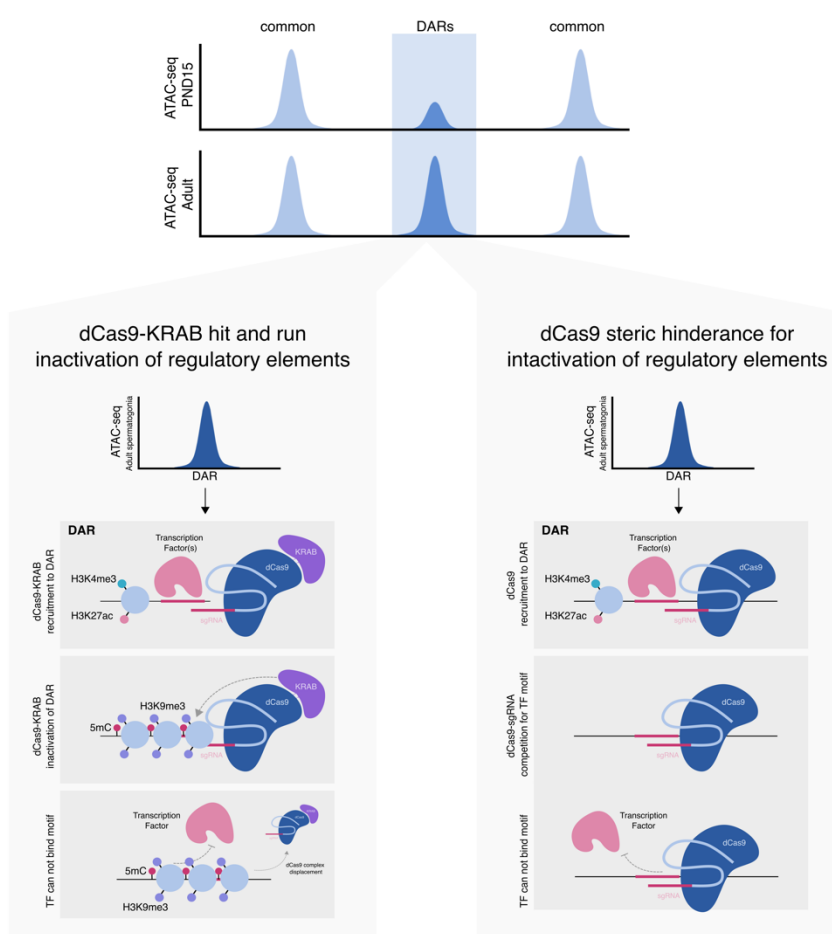 common
DARs
common
ATAC-seq
PND15
ATAC-seq
Adult
dCas9-KRAB hit and run
inactivation of regulatory elements
ATAC-seq
Adult spermatogonia
DAR
dCas9-KRAB
recruitment to DAR
DAR
Transcription
Factor(s)
KRAB
dCas9
H3K4me3
H3K27ac
sgRNA
dCas9-KRAB
inactivation of DAR
KRAB
dCas9
H3K9me3
5mC
sgRNA
TF can not bind motif
Transcription
Factor
5mC
dCas9 complex
displacement
H3K9me3
dCas9 steric hinderance for
intactivation of regulatory elements
ATAC-seq
Adult spermatogonia
DAR
dCas9
recruitment to DAR
DAR
Transcription
Factor(s)
dCas9
H3K4me3
H3K27ac
sgRNA
dCas9-sgRNA
competition for TF motif
dCas9
sgRNA
TF can not bind motif
Transcription
Factor
dCas9
sgRNA